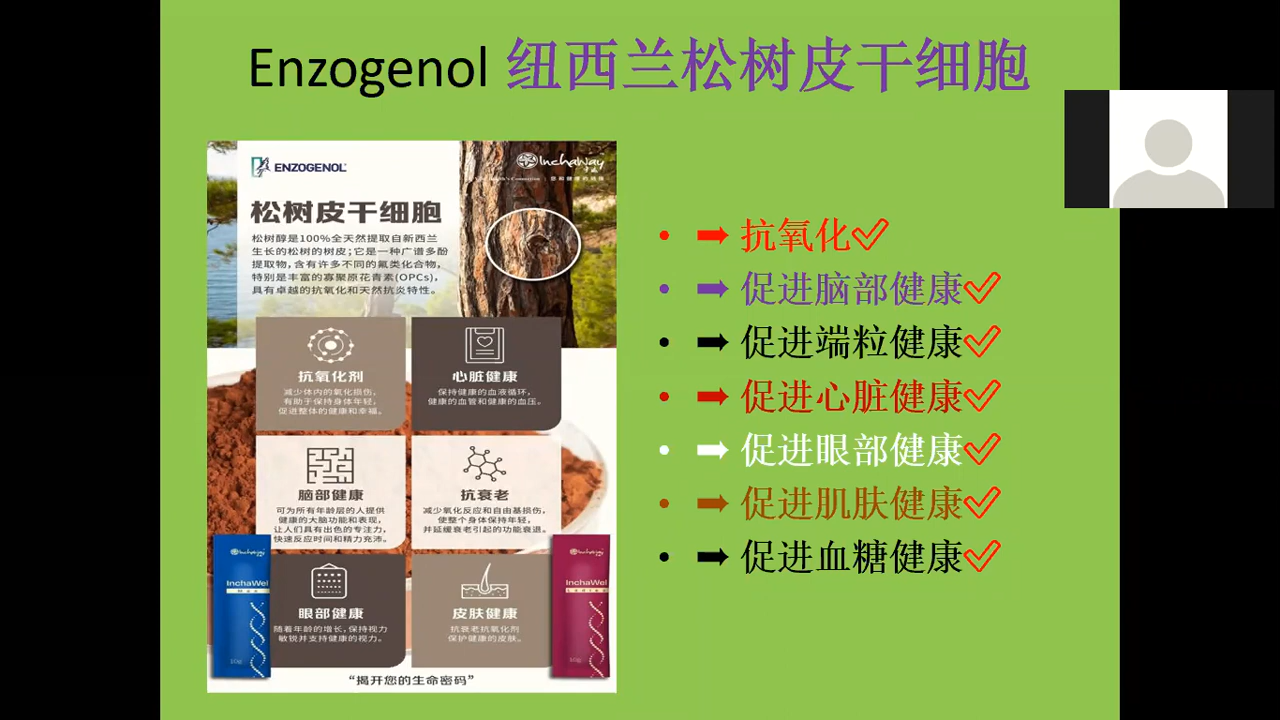 Enzogenol 纽西兰松树皮干细胞
ENZOGENOL
InchaWay
您和健康的链接
松树皮干细胞
松树醇是100%全天然提取自新西兰
生长的松树的树皮；它是一种广谱多酚
提取物，含有许多不同的氟类化合物，
特别是丰富的寡聚原花青素(OPCs)，
具有卓越的抗氧化和天然抗炎特性。
抗氧化剂
减少体内的氧化损伤，
有助于保持身体年轻，
促进整体的健康和幸福。
心脏健康
保持健康的血液循环，
健康的血管和健康的血压。
脑部健康
可为所有年龄层的人提供
健康的大脑功能和表现，
让人们具有出色的专注力，
快速反应时间和精力充沛。
抗衰老
减少氧化反应和自由基损伤，
使整个身体保持年轻，
并延缓衰老引起的功能衰退。
眼部健康
随着年龄的增长，保持视力
敏锐并支持健康的视力。
皮肤健康
抗衰老抗氧化剂
保护健康的皮肤。
InchaWay
InchaWei
10g
InchaWay
InchaWei
10g
“揭开您的生命密码”
• ➡ 抗氧化✓
• ➡ 促进脑部健康✓
• ➡ 促进端粒健康✓
• ➡ 促进心脏健康✓
• ➡ 促进眼部健康✓
• ➡ 促进肌肤健康✓
• ➡ 促进血糖健康✓